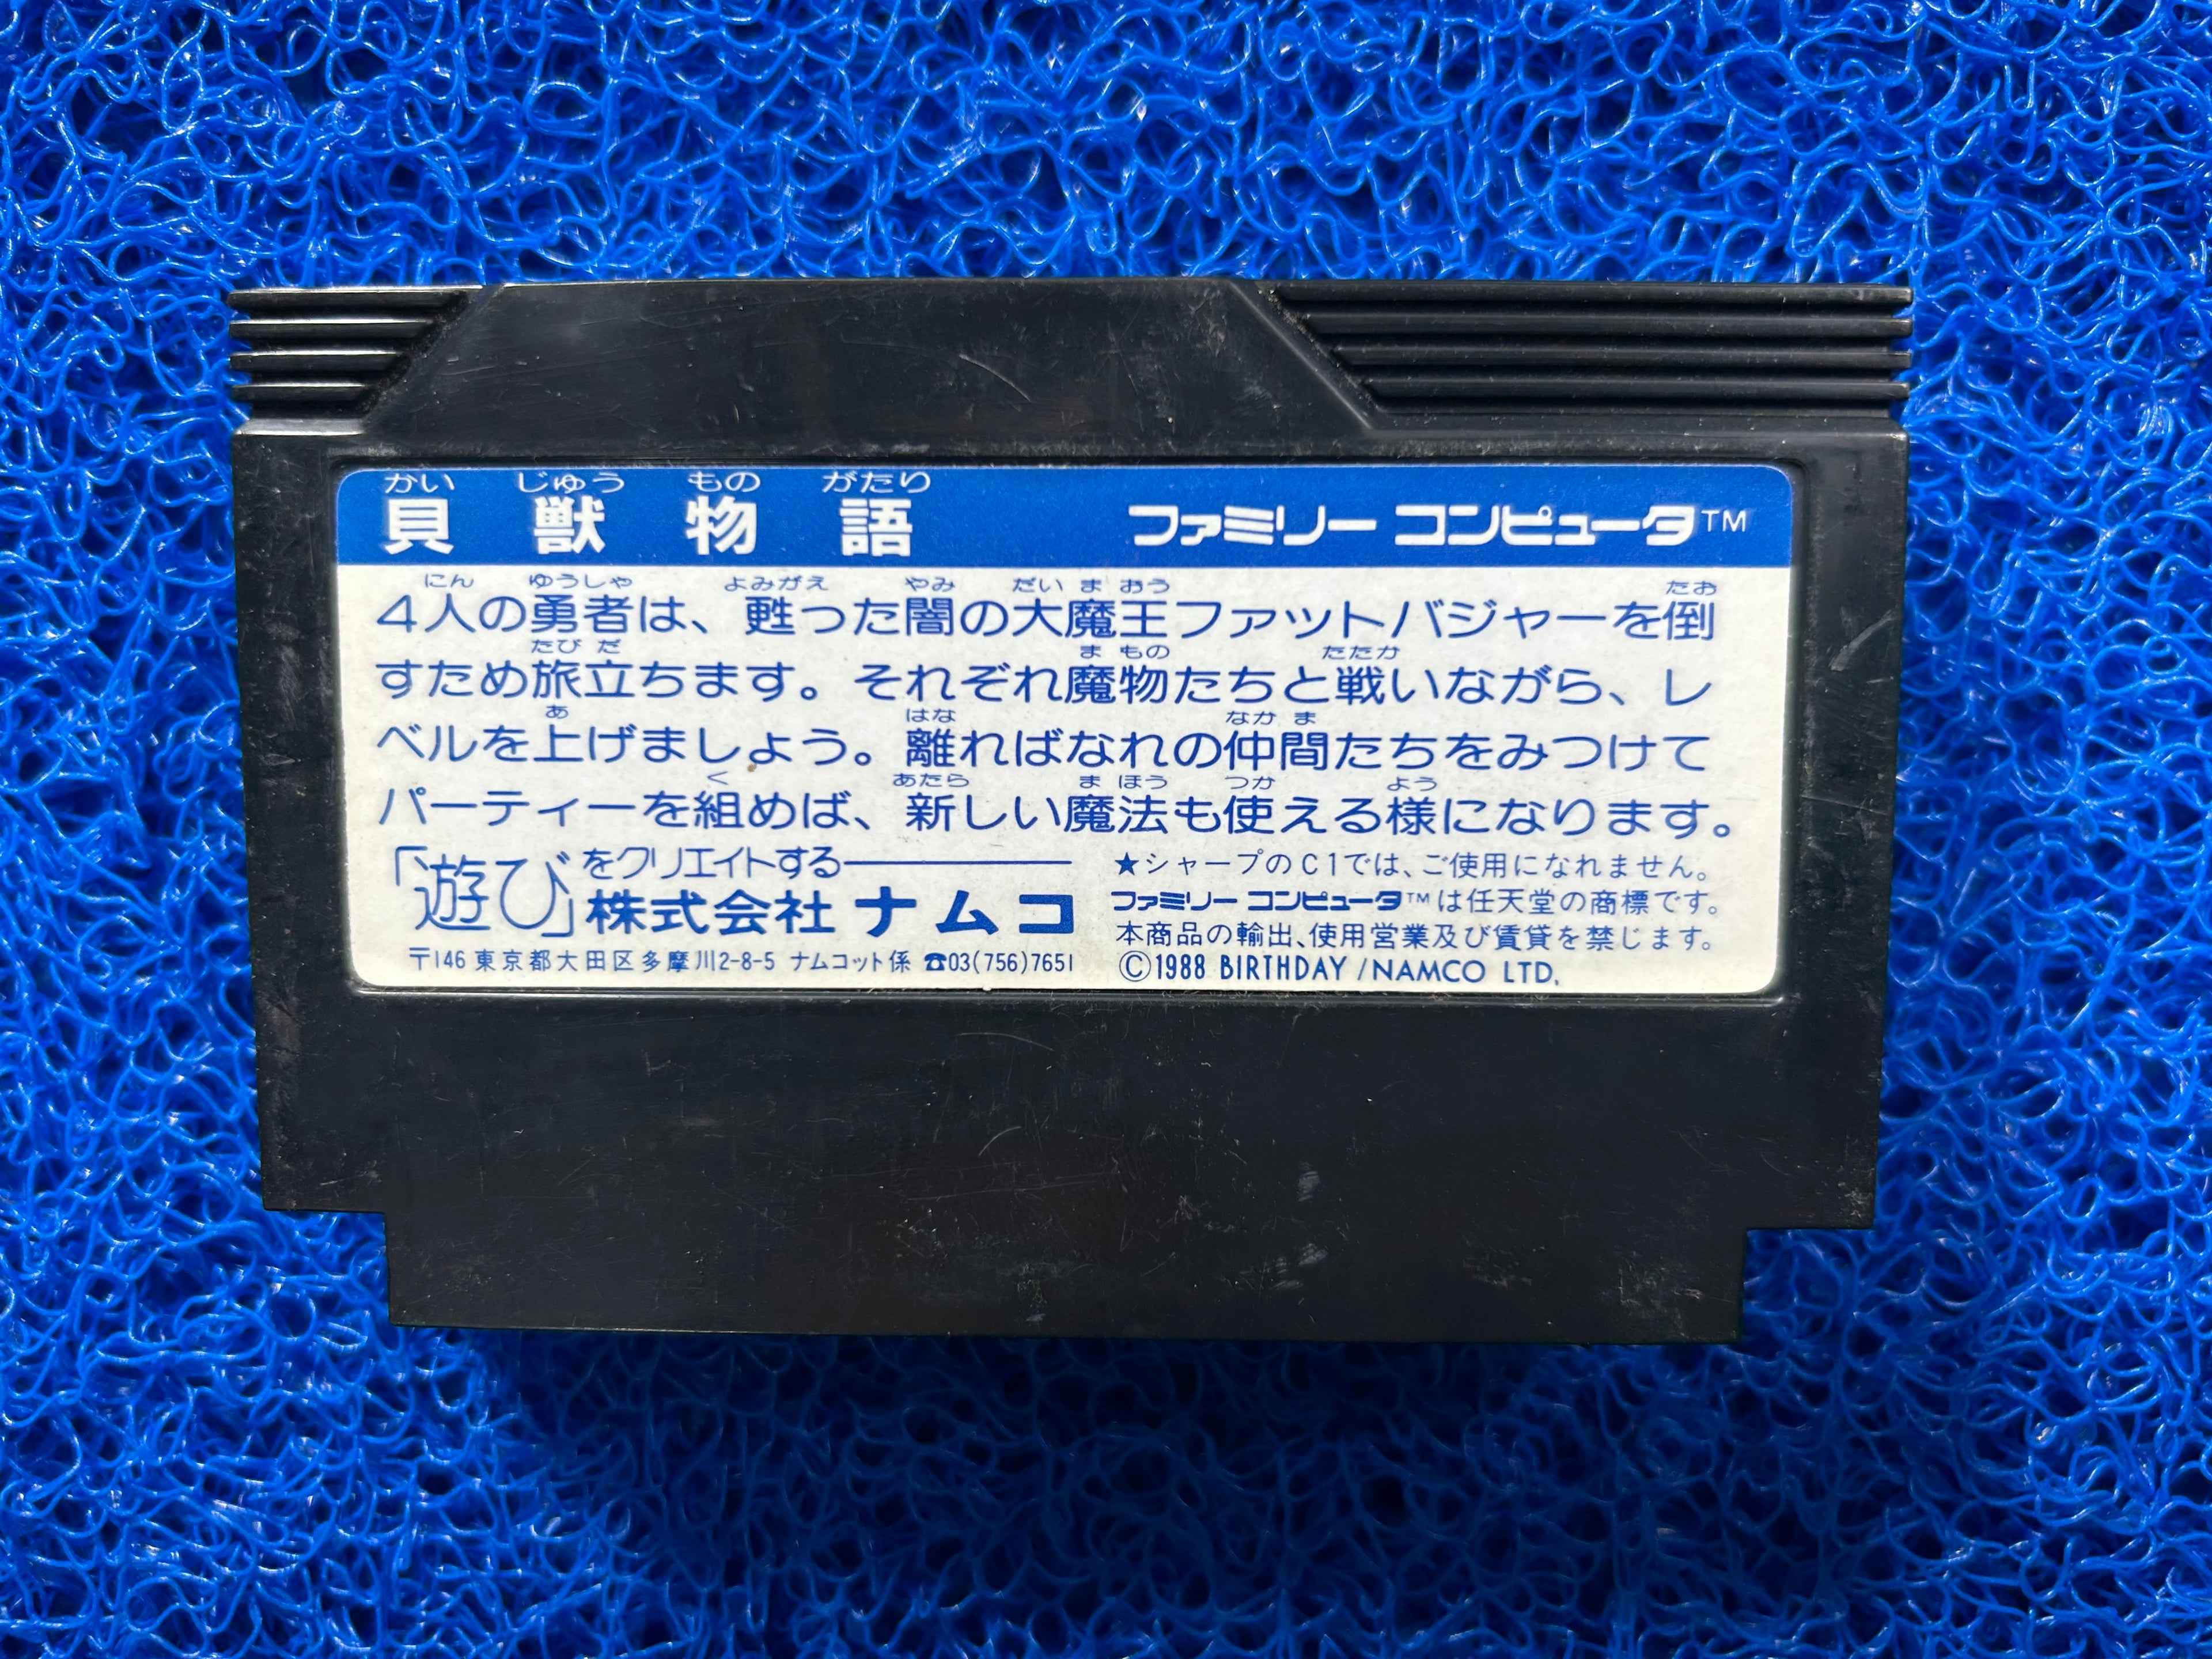 かい じゅう もの がたり
貝獣物語 ファミリーコンピュータ™
にん ゆうしゃ よみがえ やみ だい ま おう たお
4人の勇者は、甦った闇の大魔王ファットバジャーを倒
たび だ ま もの たたか
すため旅立ちます。それぞれ魔物たちと戦いながら、レ
あ はな なか ま
ベルを上げましょう。離ればなれの仲間たちをみつけて
く あたら ま ほう つか よう
パーティーを組めば、新しい魔法も使える様になります。
「遊び」をクリエイトする――
株式会社ナムコ
〒146 東京都大田区多摩川2-8-5 ナムコット係 ☎03(756)7651
★シャープのC1では、ご使用になれません。
ファミリーコンピュータ™は任天堂の商標です。
本商品の輸出、使用営業及び賃貸を禁じます。
©1988 BIRTHDAY/NAMCO LTD.